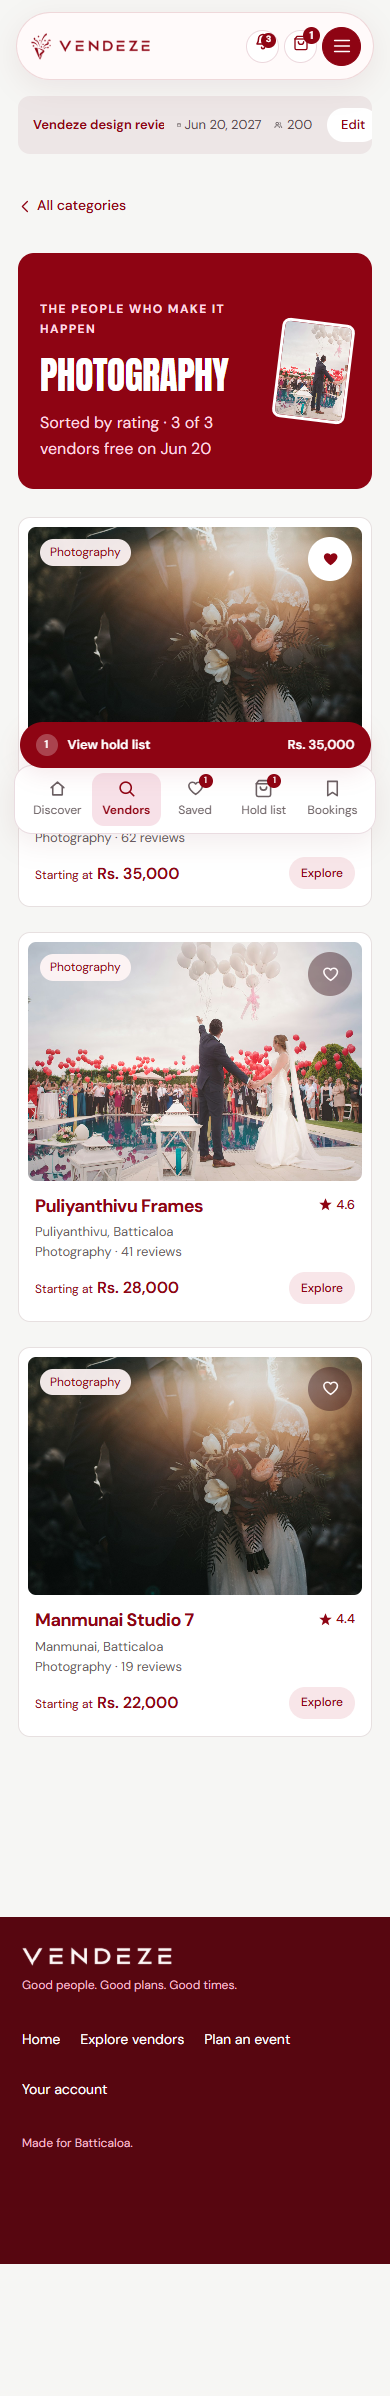 VENDEZE
3
1
Vendeze design revie
Jun 20, 2027
200
Edit
All categories
THE PEOPLE WHO MAKE IT
HAPPEN
PHOTOGRAPHY
Sorted by rating · 3 of 3
vendors free on Jun 20
Photography
1 View hold list Rs. 35,000
1
1
Discover
Vendors
Saved
Hold list
Bookings
Photography · 62 reviews
Starting at Rs. 35,000
Explore
Photography
Puliyanthivu Frames
★ 4.6
Puliyanthivu, Batticaloa
Photography · 41 reviews
Starting at Rs. 28,000
Explore
Photography
Manmunai Studio 7
★ 4.4
Manmunai, Batticaloa
Photography · 19 reviews
Starting at Rs. 22,000
Explore
VENDEZE
Good people. Good plans. Good times.
Home
Explore vendors
Plan an event
Your account
Made for Batticaloa.